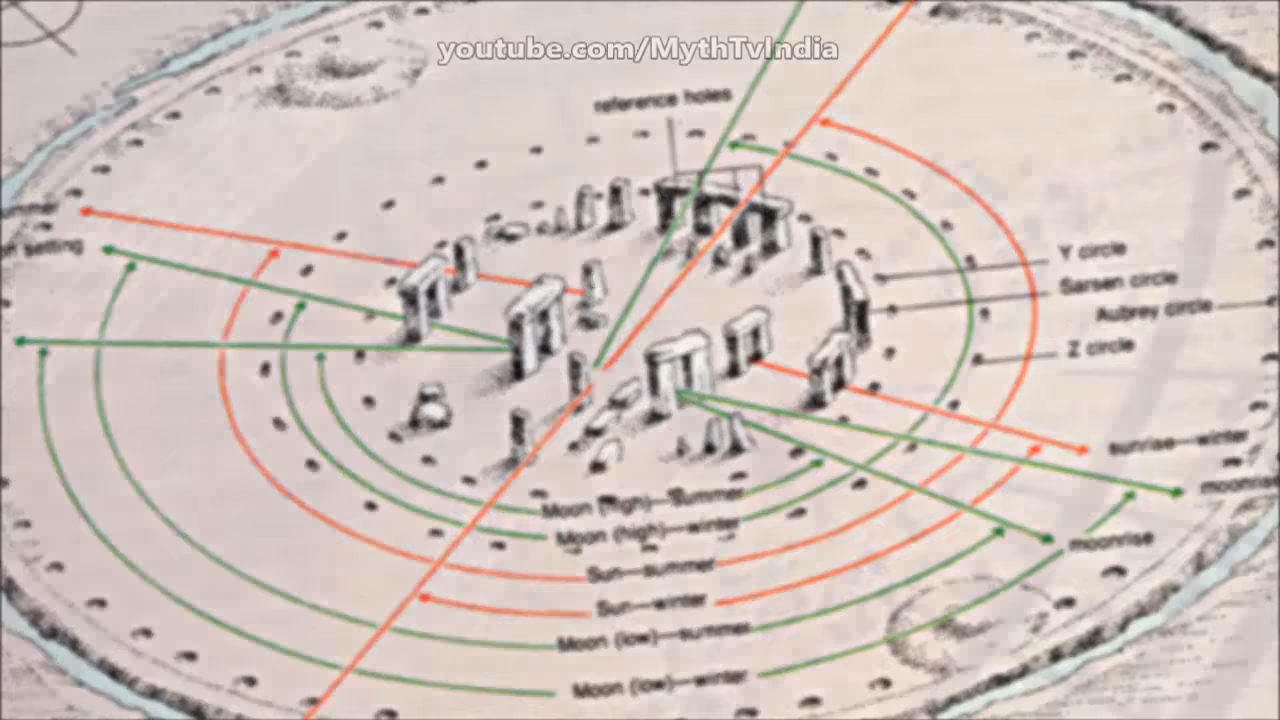 youtube.com/MythTvIndia
reference holes
setting
Y circle
Sarsen circle
Aubrey circle
Z circle
sunrise—winter
moonrise
Moon (high)—Summer
Moon (high)—winter
Sun—summer
moonrise
Sun—winter
Moon (low)—summer
Moon (low)—winter